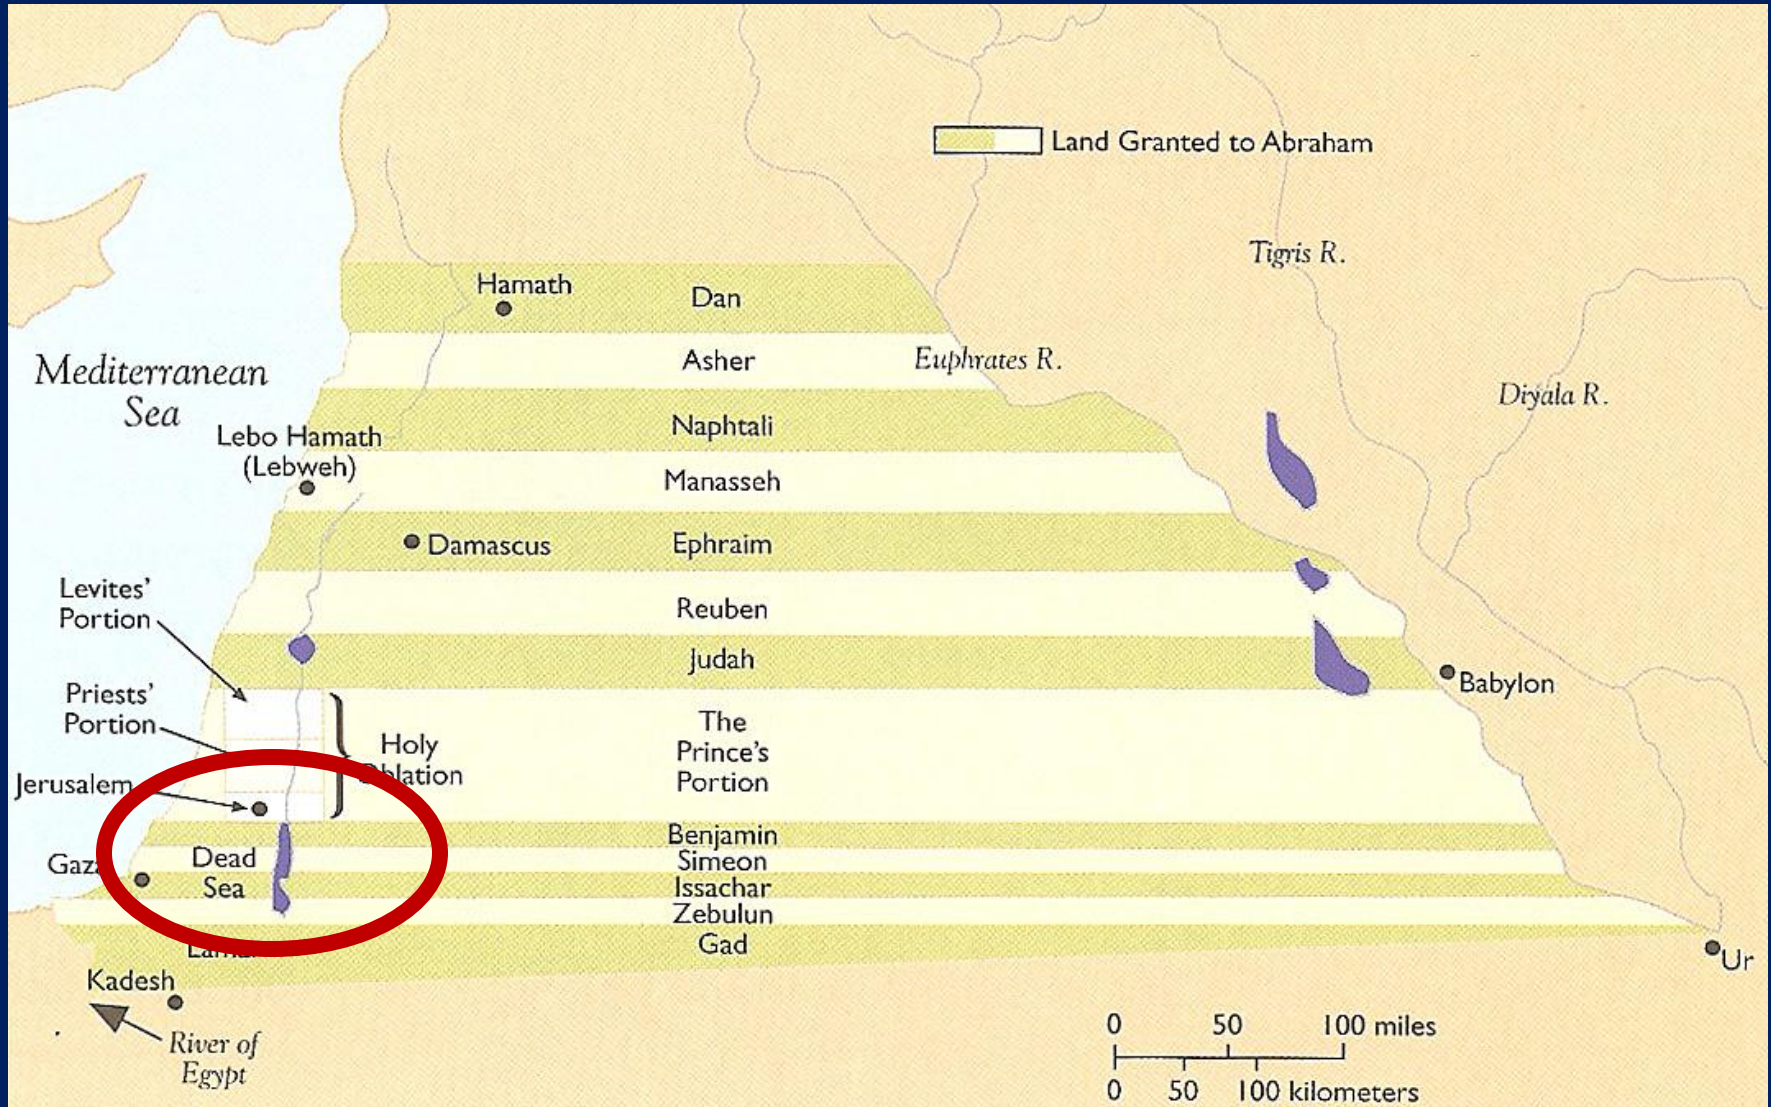 Land Granted to Abraham
Tigris R.
Hamath
Dan
Mediterranean
Sea
Asher
Euphrates R.
Diyala R.
Naphtali
Lebo Hamath
(Lebweh)
Manasseh
Damascus
Ephraim
Levites'
Portion
Reuben
Judah
Babylon
Priests'
Portion
The
Prince's
Portion
Holy
Jerusalem
Benjamin
Dead
Sea
Simeon
Issachar
Zebulun
Gad
Ur
Kadesh
River of
Egypt
0 50 100 miles
0 50 100 kilometers